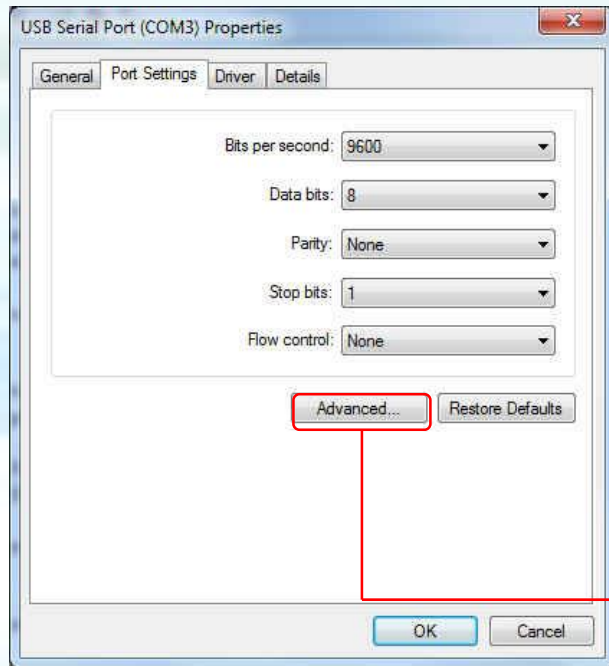 USB Serial Port (COM3) Properties
General Port Settings Driver Details
Bits per second: 9600
Data bits: 8
Parity: None
Stop bits: 1
Flow control: None
Advanced... Restore Defaults
OK Cancel